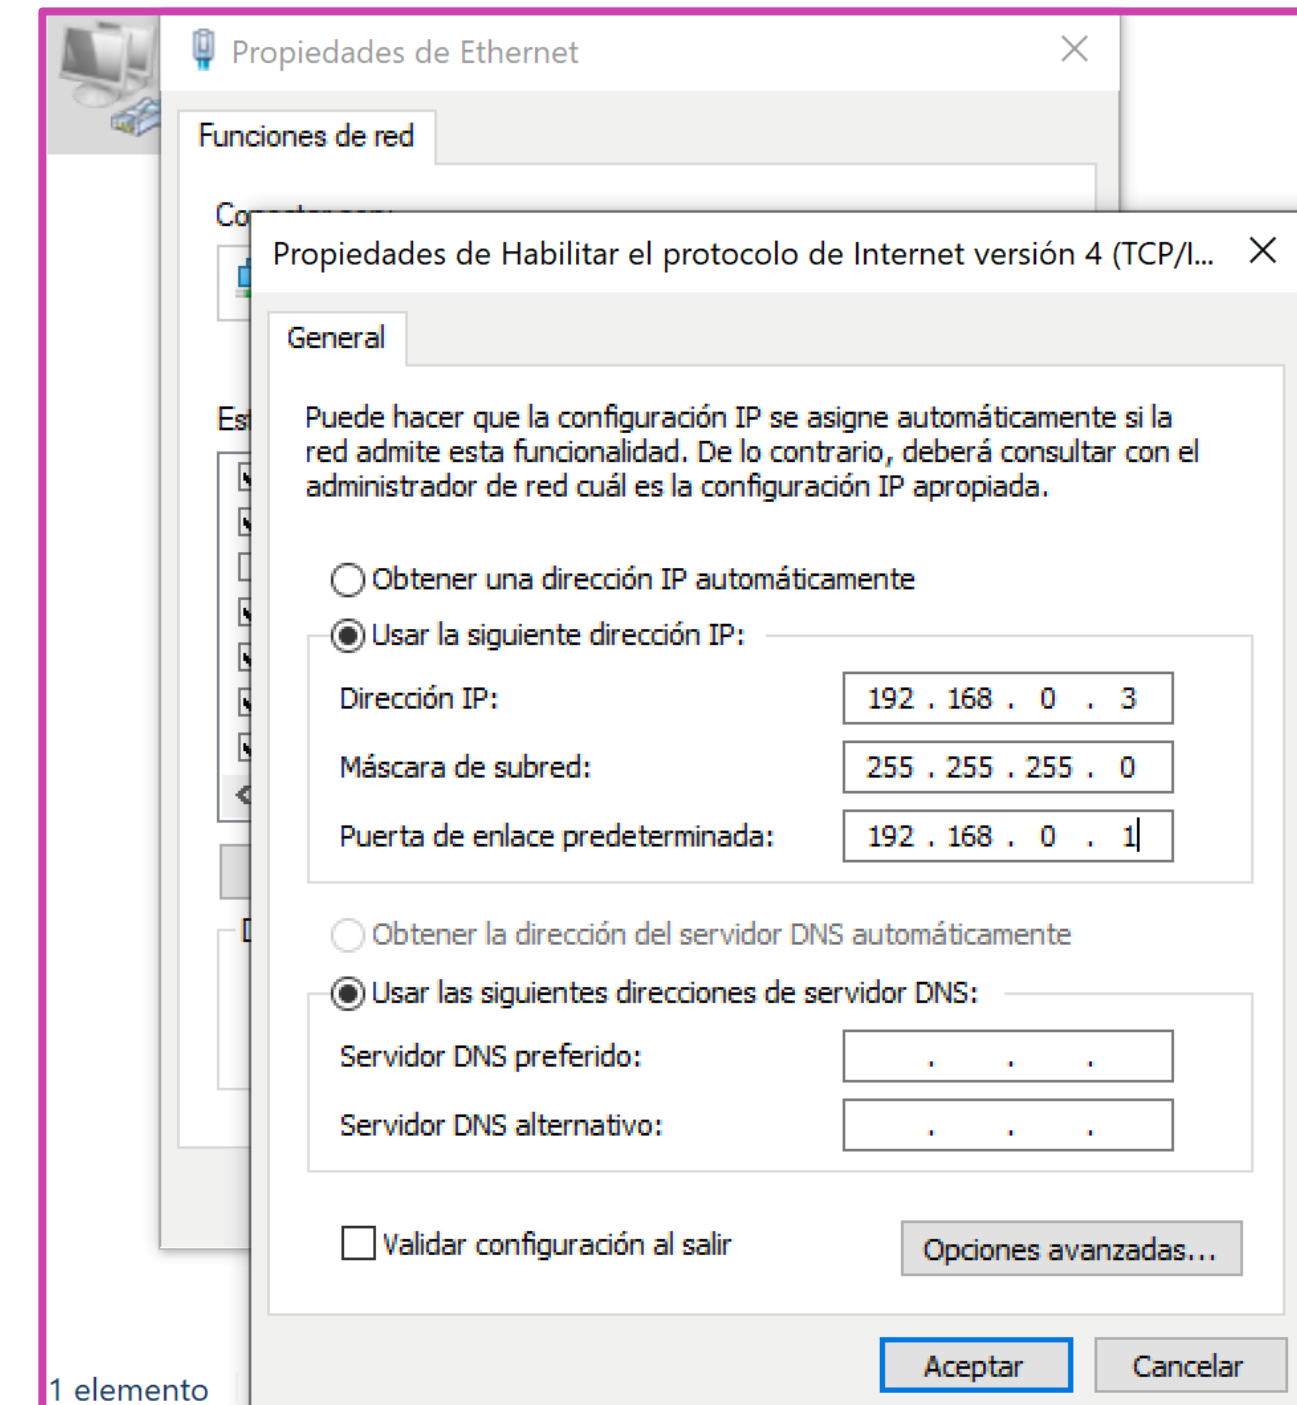 Propiedades de Ethernet
Funciones de red
Propiedades de Habilitar el protocolo de Internet versión 4 (TCP/I...
General
Puede hacer que la configuración IP se asigne automáticamente si la
red admite esta funcionalidad. De lo contrario, deberá consultar con el
administrador de red cuál es la configuración IP apropiada.
Obtener una dirección IP automáticamente
Usar la siguiente dirección IP:
Dirección IP: 192 . 168 . 0 . 3
Máscara de subred: 255 . 255 . 255 . 0
Puerta de enlace predeterminada: 192 . 168 . 0 . 1
Obtener la dirección del servidor DNS automáticamente
Usar las siguientes direcciones de servidor DNS:
Servidor DNS preferido: . . .
Servidor DNS alternativo: . . .
Validar configuración al salir
Opciones avanzadas...
Aceptar Cancelar
1 elemento